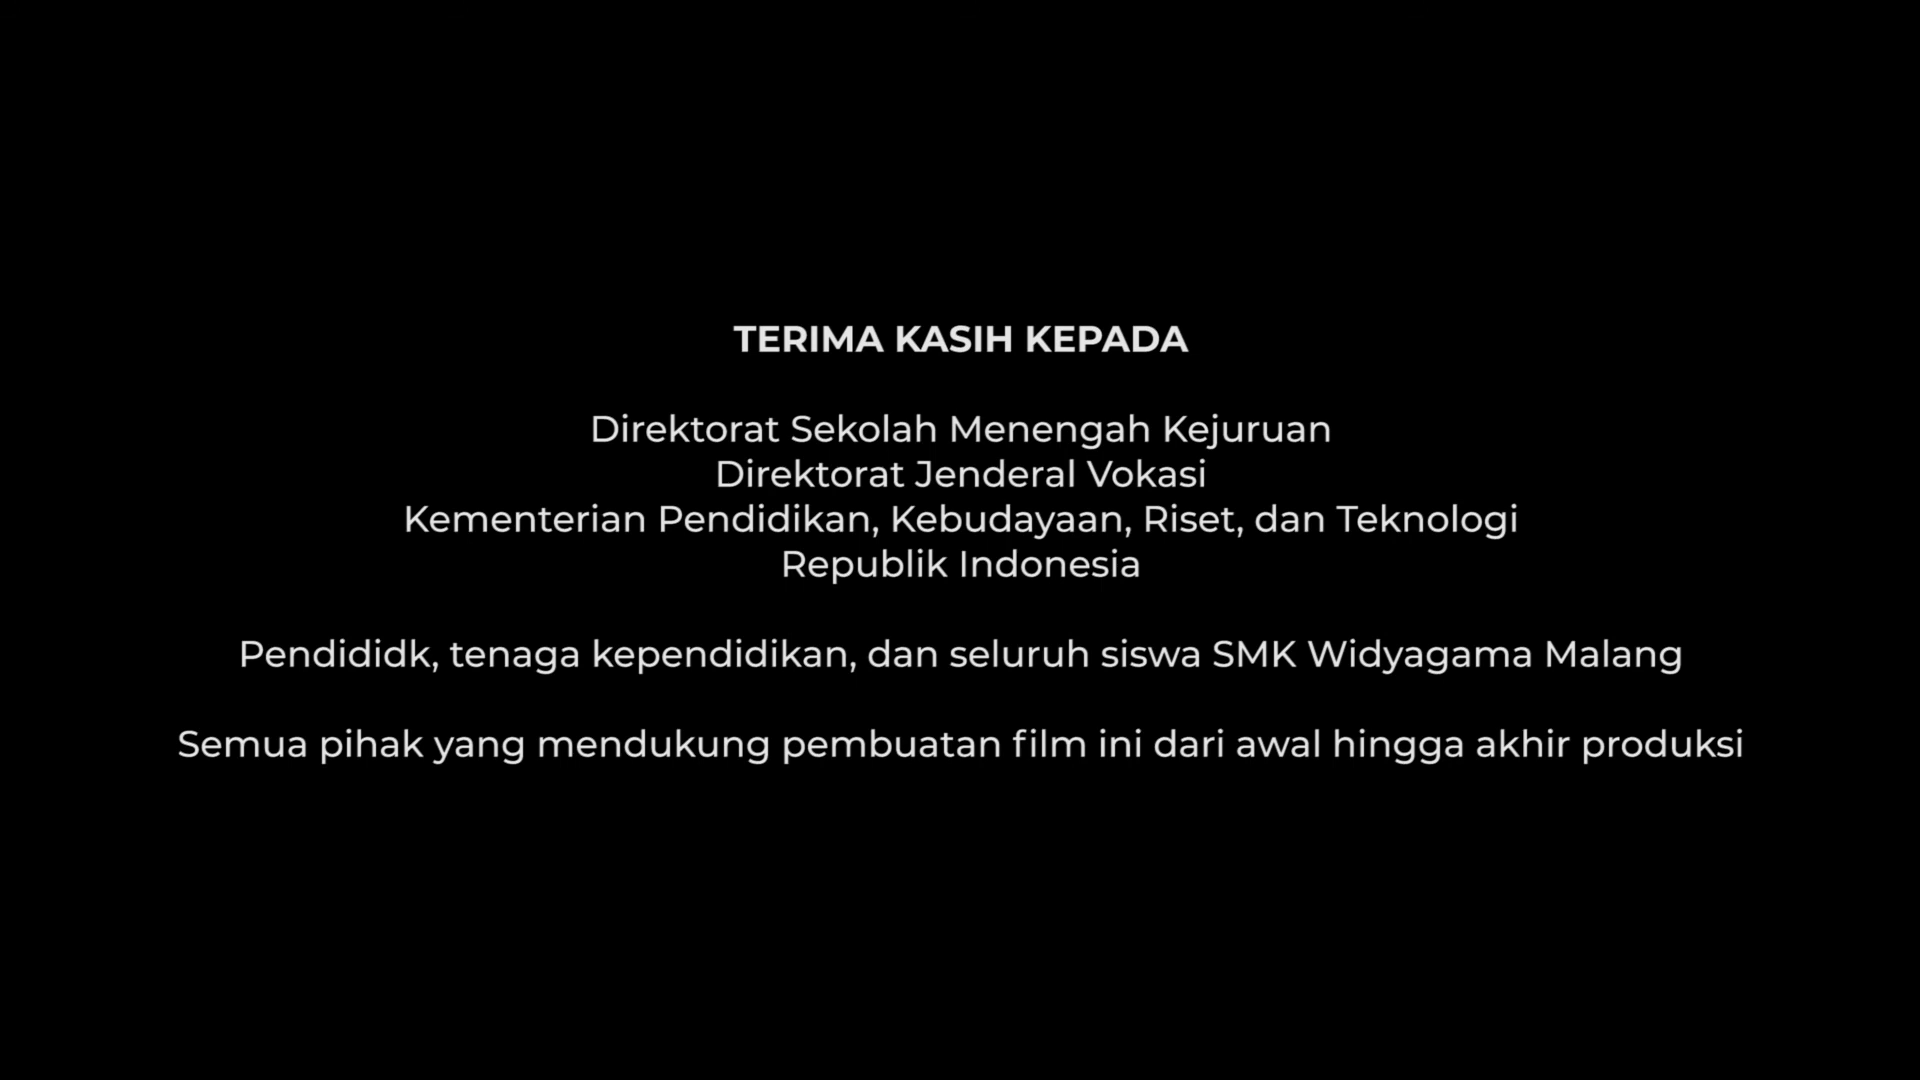 TERIMA KASIH KEPADA
Direktorat Sekolah Menengah Kejuruan
Direktorat Jenderal Vokasi
Kementerian Pendidikan, Kebudayaan, Riset, dan Teknologi
Republik Indonesia
Pendididk, tenaga kependidikan, dan seluruh siswa SMK Widyagama Malang
Semua pihak yang mendukung pembuatan film ini dari awal hingga akhir produksi